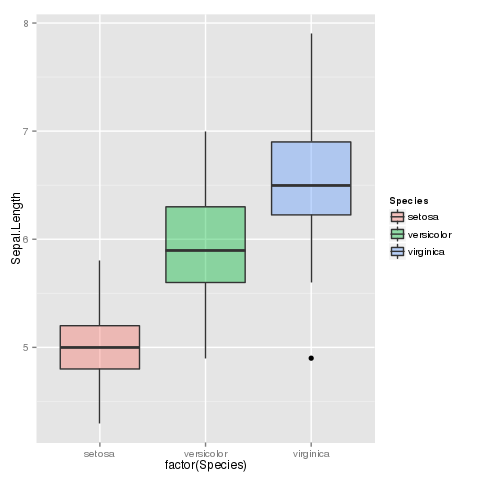 8
7
6
5
Sepal.Length
setosa
versicolor
virginica
factor(Species)
Species
setosa
versicolor
virginica